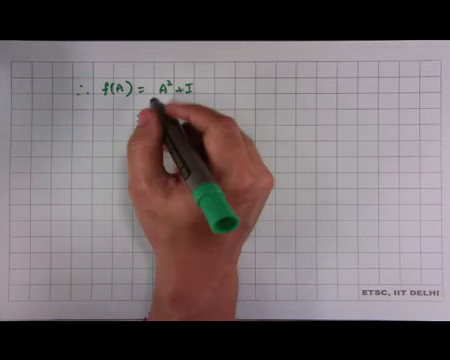 ∴ f(A) = A² + I
ETSC, IIT DELHI